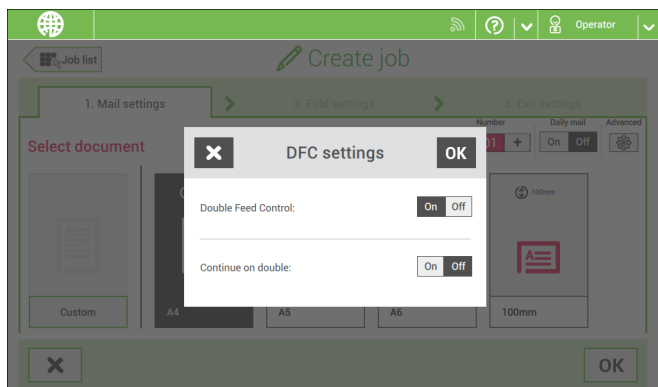 Operator
Job list
Create job
1. Mail settings
2. Fold settings
3. Exit settings
Number
Daily mail
Advanced
Select document
01
+
On Off
DFC settings
OK
Double Feed Control:
On Off
Continue on double:
On Off
100mm
Custom
A4
A5
A6
100mm
OK